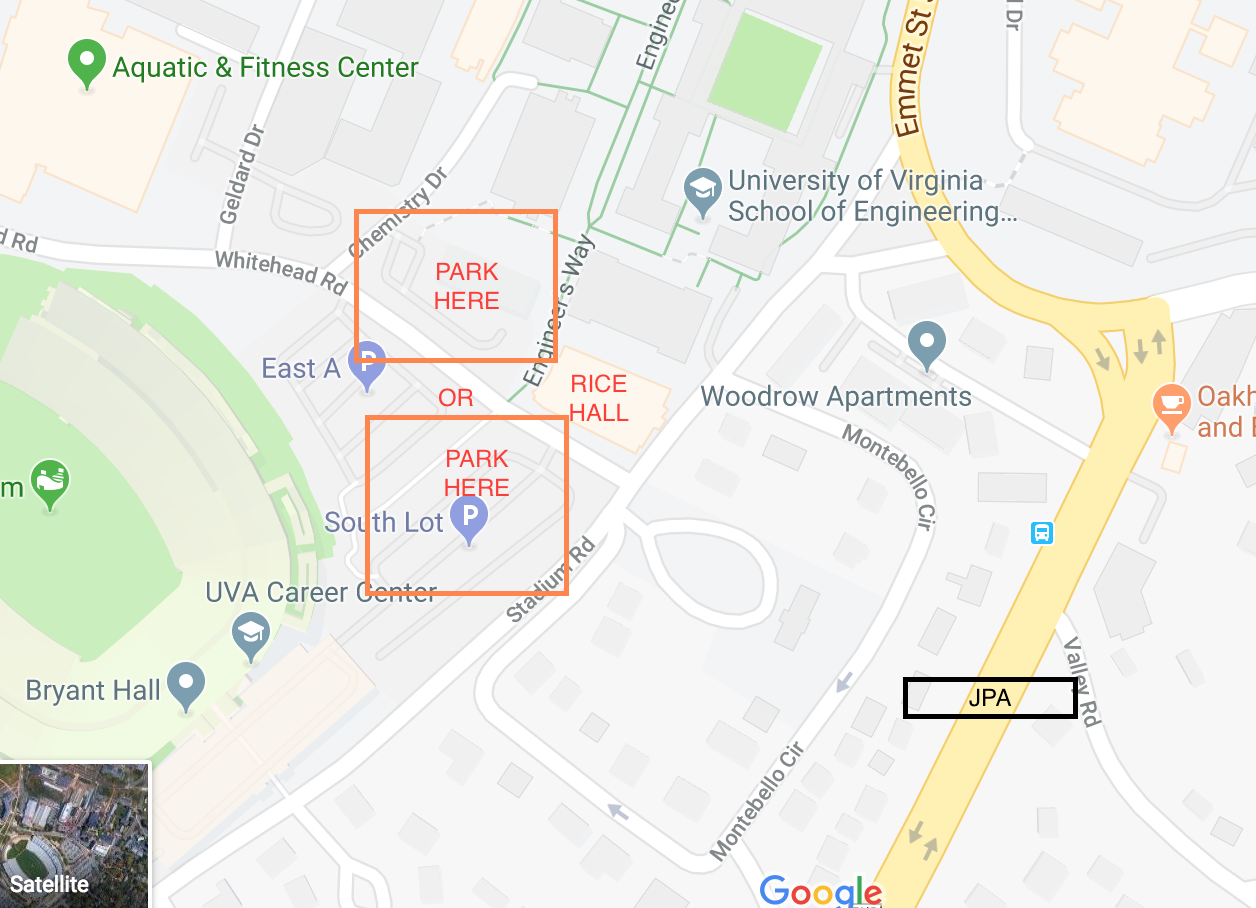 Aquatic & Fitness Center
Engine
Emmet St
Dr
Geldard Dr
Chemistry Dr
University of Virginia
School of Engineering...
d Rd
Whitehead Rd
PARK
HERE
Engineer's Way
East A
P
OR
RICE
HALL
Woodrow Apartments
Oakh
and B
Montebello Cir
m
PARK
HERE
South Lot
P
Stadium Rd
UVA Career Center
Bryant Hall
JPA
Valley Rd
Montebello Cir
Satellite
Google